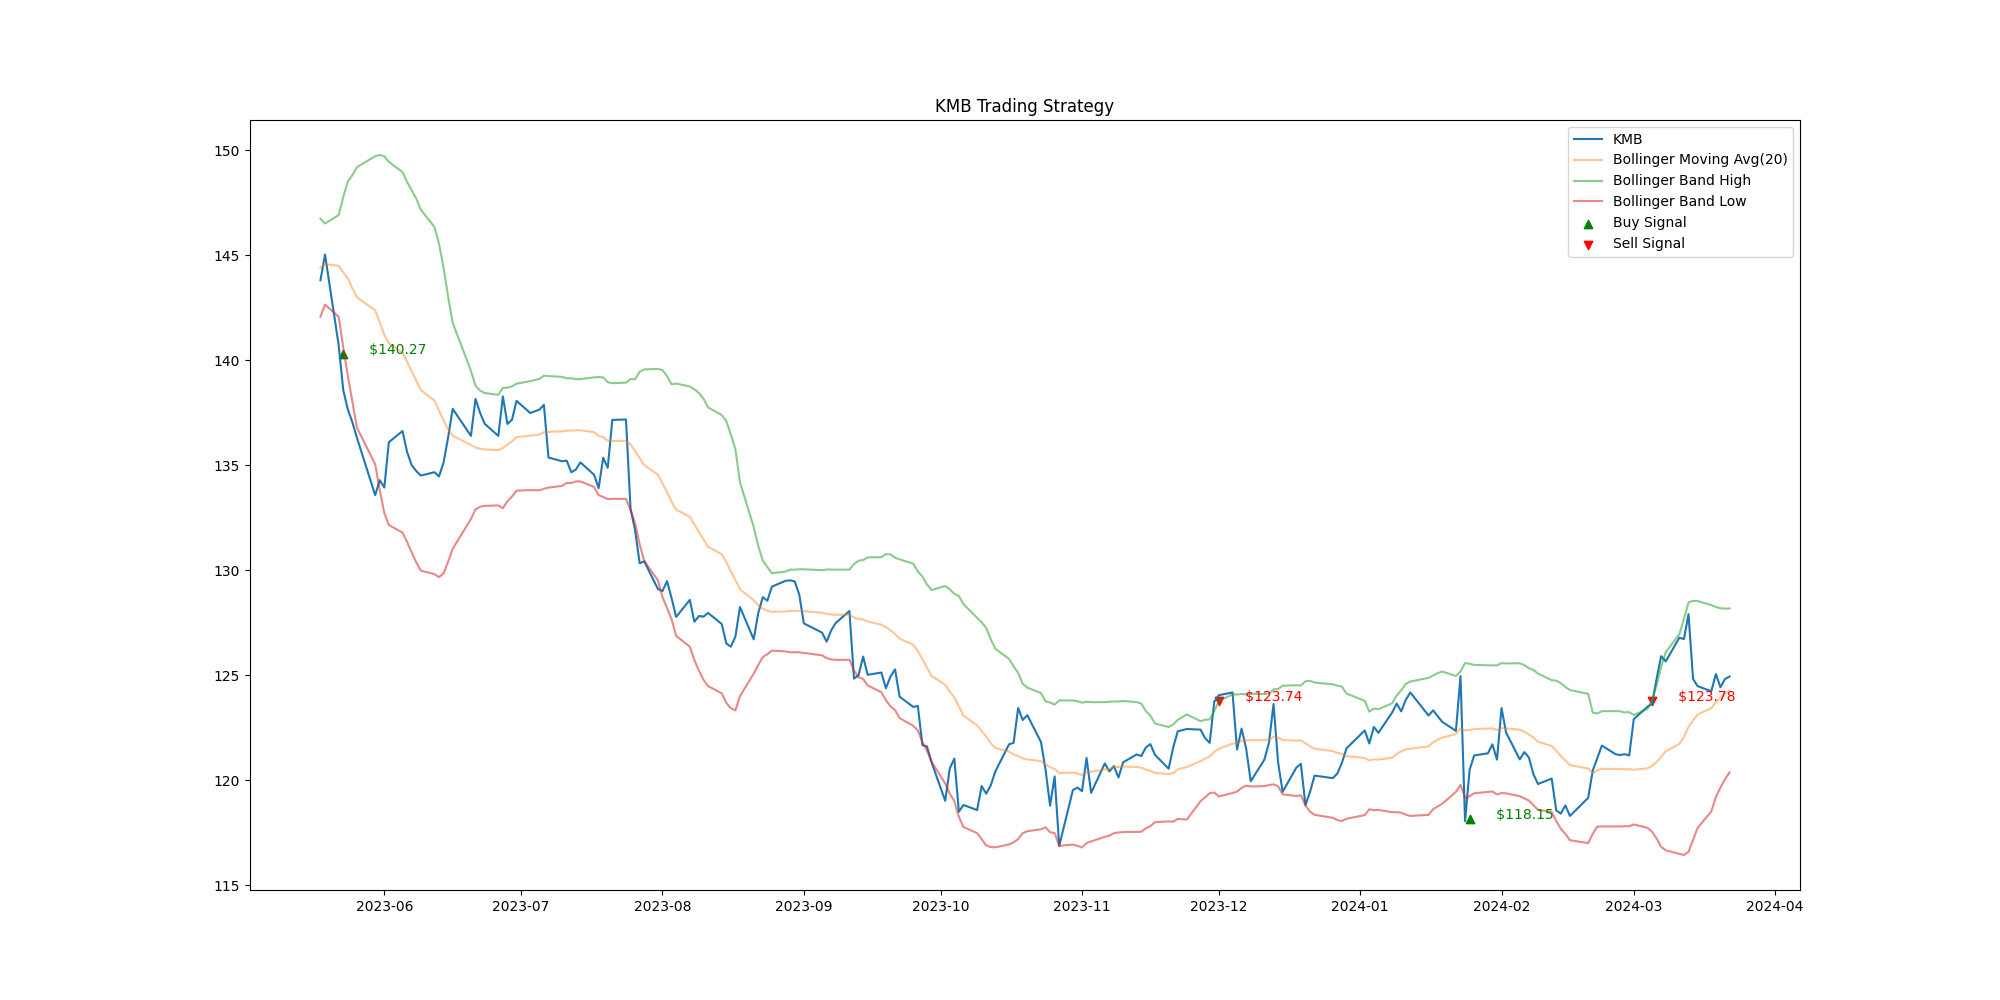 KMB Trading Strategy
KMB
Bollinger Moving Avg(20)
Bollinger Band High
Bollinger Band Low
Buy Signal
Sell Signal
150
145
140
135
130
125
120
115
$140.27
$123.74
$118.15
$123.78
2023-06 2023-07 2023-08 2023-09 2023-10 2023-11 2023-12 2024-01 2024-02 2024-03 2024-04